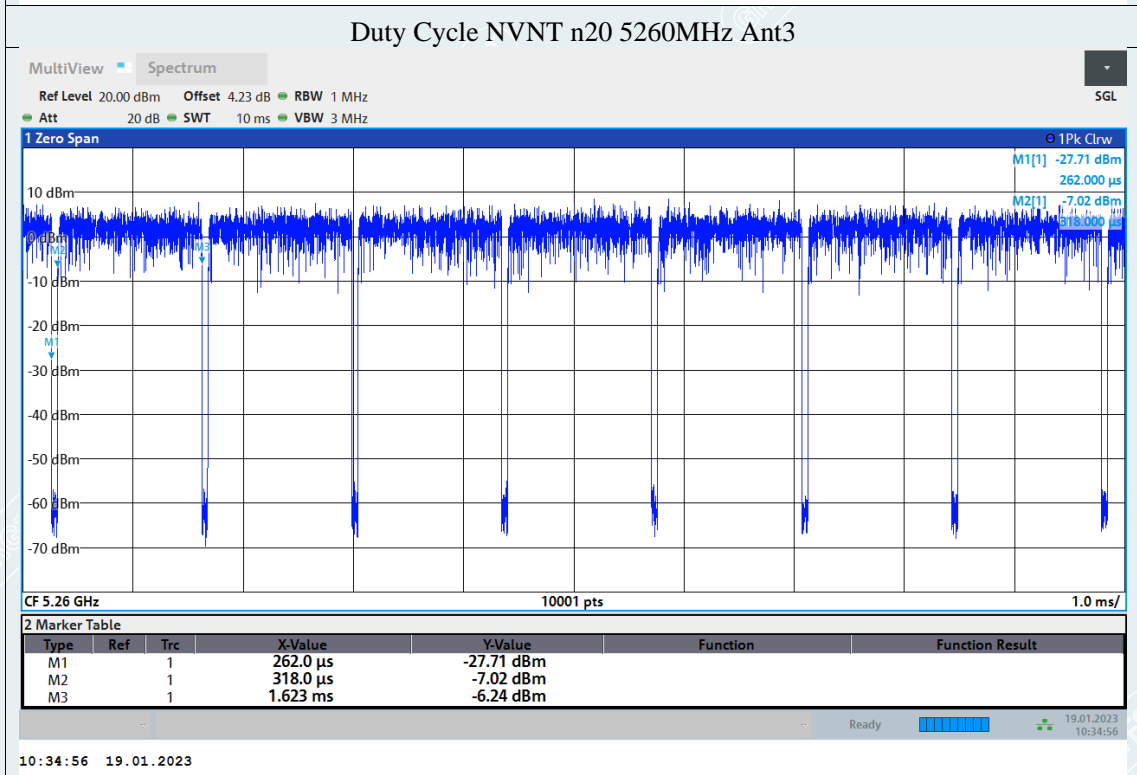 Duty Cycle NVNT n20 5260MHz Ant3
MultiView Spectrum
Ref Level 20.00 dBm Offset 4.23 dB RBW 1 MHz SGL
Att 20 dB SWT 10 ms VBW 3 MHz
1 Zero Span 1Pk Clrw
M1[1] -27.71 dBm
262.000 µs
10 dBm
M2[1] -7.02 dBm
318.000 µs
0 dBm
M2
M3
-10 dBm
-20 dBm
M1
-30 dBm
-40 dBm
-50 dBm
-60 dBm
-70 dBm
CF 5.26 GHz 10001 pts 1.0 ms/
2 Marker Table
Type Ref Trc X-Value Y-Value Function Function Result
M1 1 262.0 µs -27.71 dBm
M2 1 318.0 µs -7.02 dBm
M3 1 1.623 ms -6.24 dBm
Ready 19.01.2023
10:34:56
10:34:56 19.01.2023